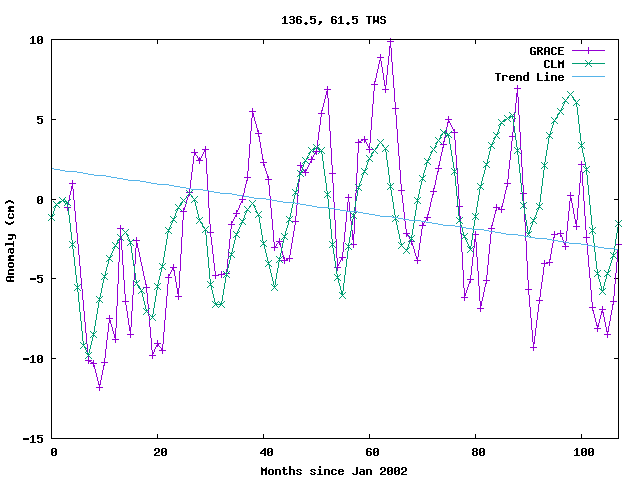 136.5, 61.5 TWS
GRACE
CLM
Trend Line
10
5
0
-5
-10
-15
Anomaly (cm)
0 20 40 60 80 100
Months since Jan 2002